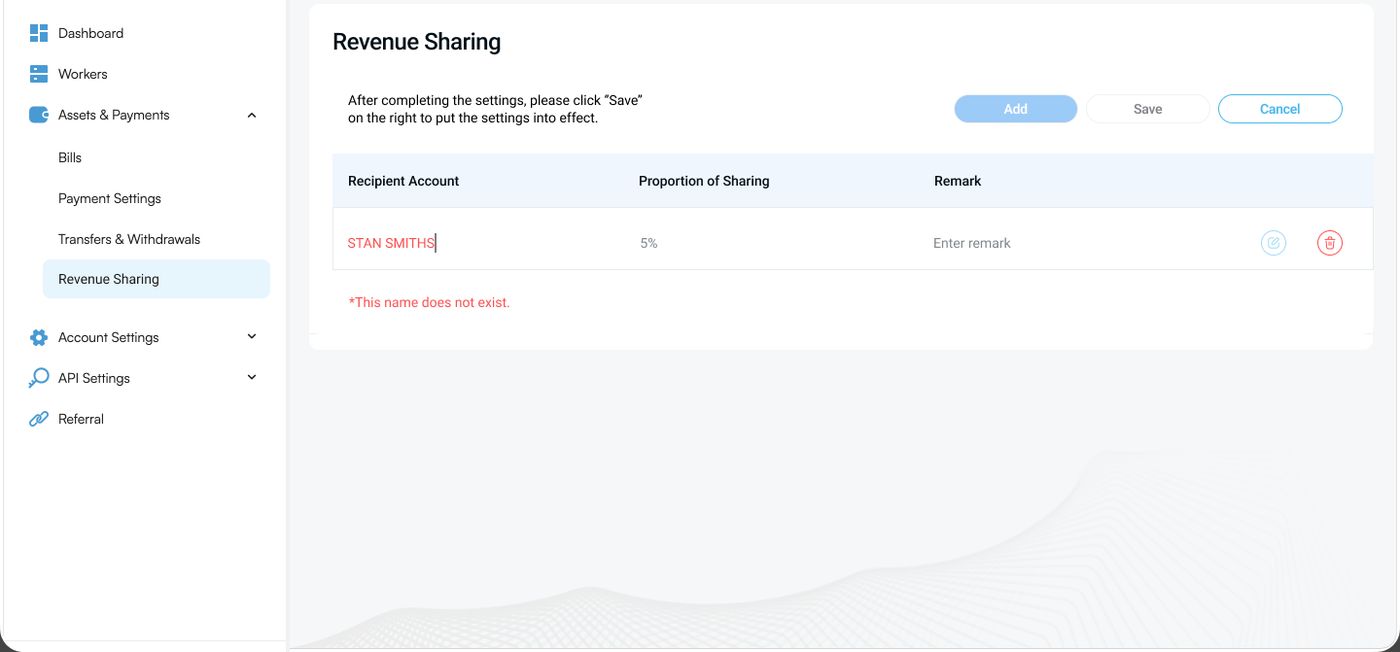 Dashboard
Workers
Assets & Payments
Bills
Payment Settings
Transfers & Withdrawals
Revenue Sharing
Account Settings
API Settings
Referral
Revenue Sharing
After completing the settings, please click “Save”
on the right to put the settings into effect.
Add
Save
Cancel
Recipient Account
Proportion of Sharing
Remark
STAN SMITHS
5%
Enter remark
*This name does not exist.